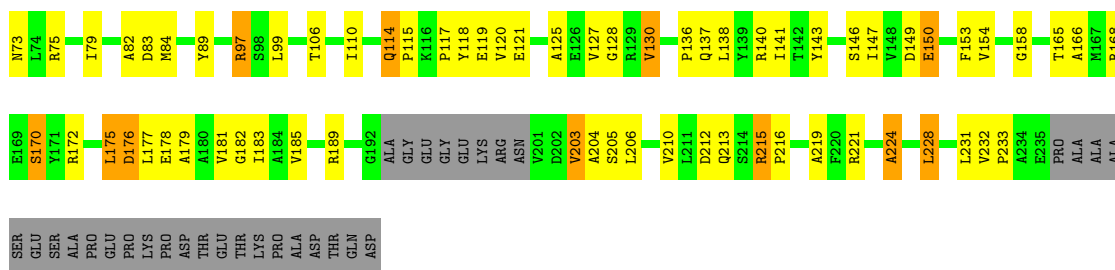 N73 L74 R75 I79 A82 D83 M84 Y89 R97 S98 L99 T106 I110 Q114 P115 K116 P117 Y118 E119 V120 E121 A125 E126 V127 G128 R129 V130 P136 Q137 L138 Y139 R140 I141 T142 Y143 S146 I147 V148 D149 E150 F153 V154 G158 T165 A166 M167 R168
E169 S170 Y171 R172 L175 D176 L177 E178 A179 A180 V181 G182 I183 A184 V185 R189 G192 ALA GLY GLU GLY GLU LYS ARG ASN V201 D202 V203 A204 S205 L206 V210 L211 D212 Q213 S214 R215 P216 A219 F220 R221 A224 L228 L231 V232 P233 A234 E235 PRO ALA ALA ALA
SER GLU SER ALA PRO GLU PRO LYS PRO ASP THR GLU THR LYS PRO ALA ASP THR GLN ASP